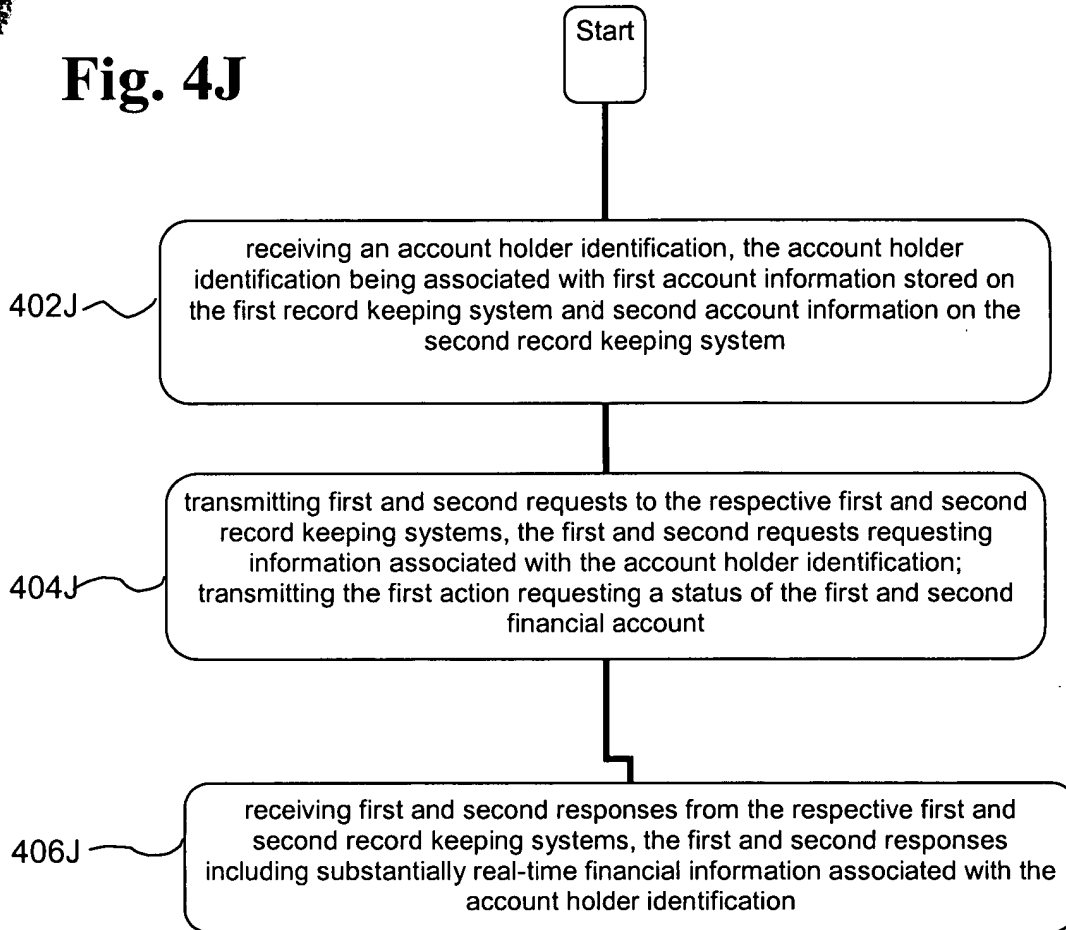 Start
Fig. 4J
receiving an account holder identification, the account holder
identification being associated with first account information stored on
the first record keeping system and second account information on the
second record keeping system
402J
transmitting first and second requests to the respective first and second
record keeping systems, the first and second requests requesting
information associated with the account holder identification;
transmitting the first action requesting a status of the first and second
financial account
404J
receiving first and second responses from the respective first and
second record keeping systems, the first and second responses
including substantially real-time financial information associated with the
account holder identification
406J